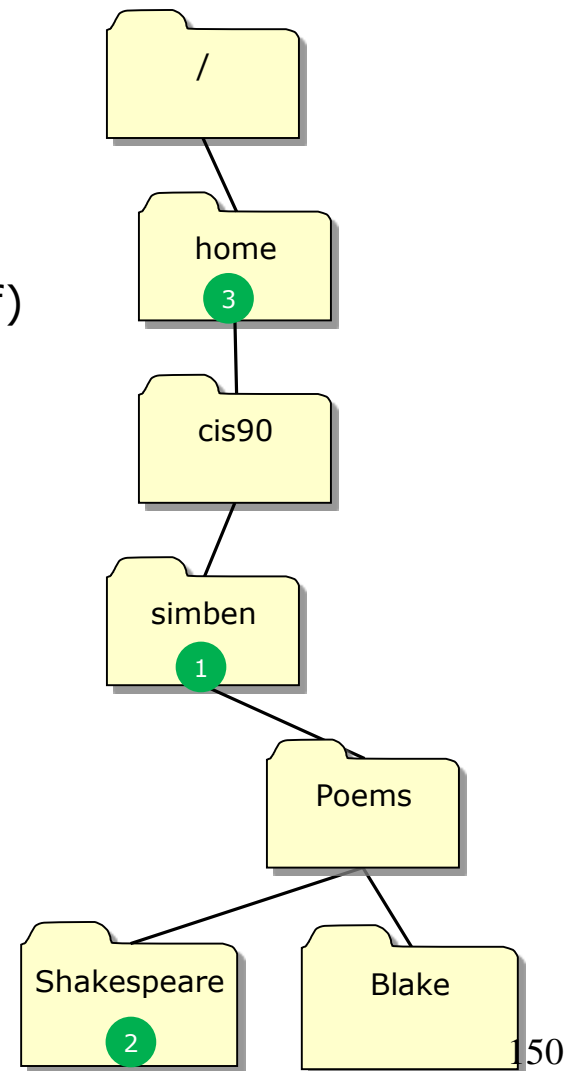 /
home
f)
3
cis90
simben
1
Poems
Shakespeare
Blake
2
150